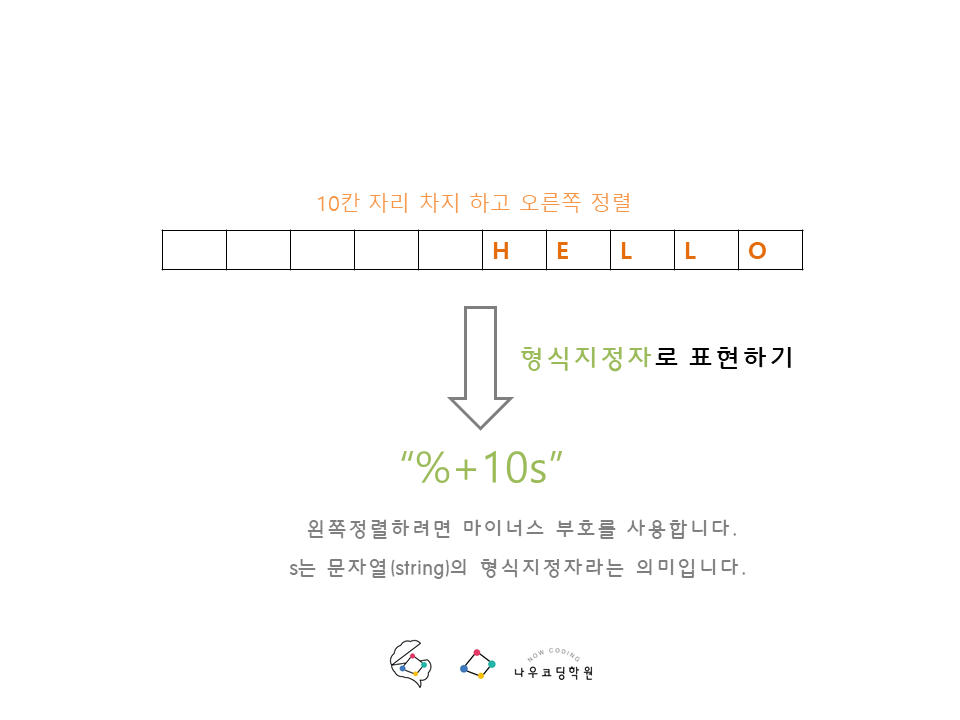 10칸 자리 차지 하고 오른쪽 정렬
H E L L O
형식지정자로 표현하기
“%+10s”
왼쪽정렬하려면 마이너스 부호를 사용합니다.
s는 문자열(string)의 형식지정자라는 의미입니다.
NOW CODING
나우코딩학원